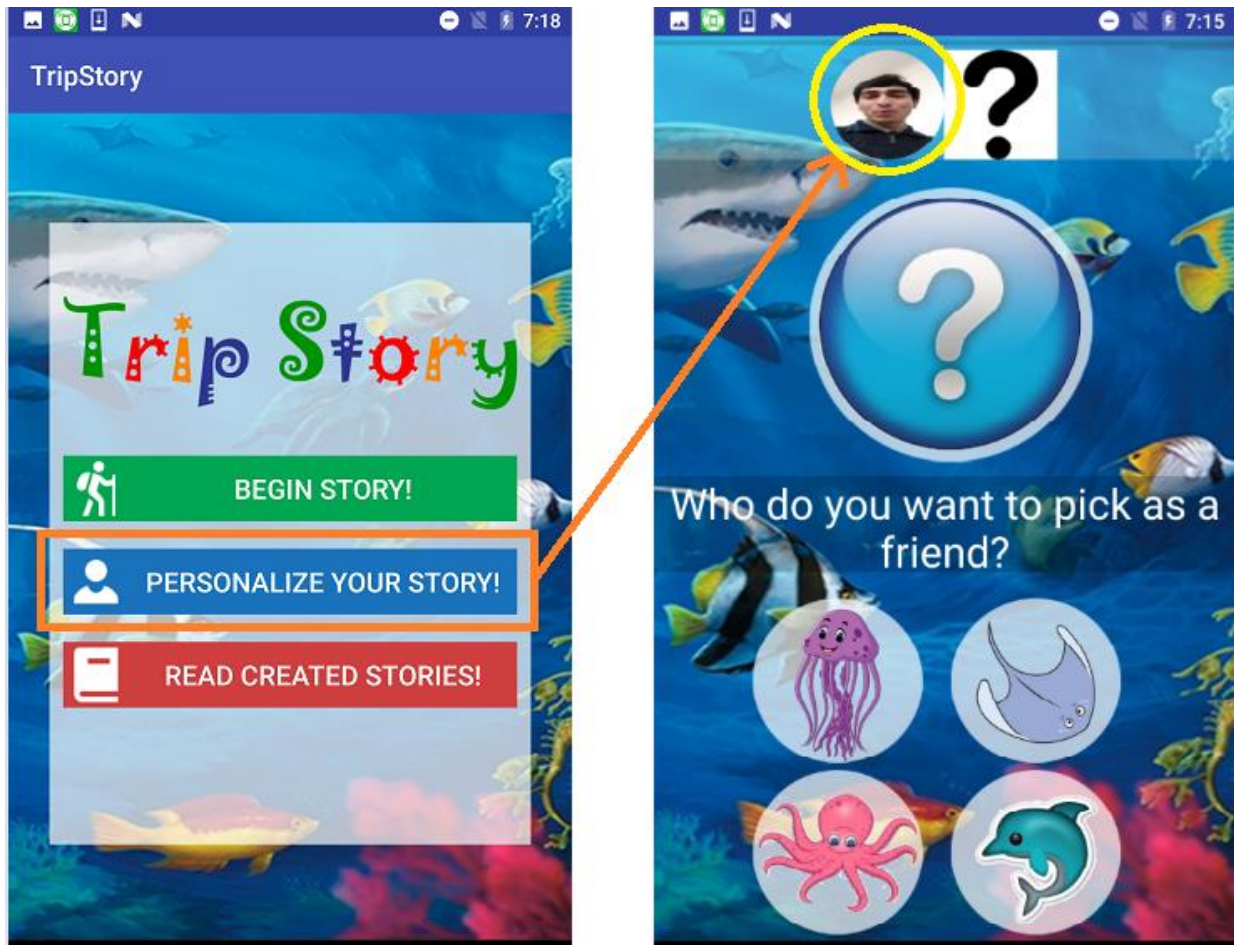 7:18
TripStory
Trip Story
BEGIN STORY!
PERSONALIZE YOUR STORY!
READ CREATED STORIES!
7:15
?
?
Who do you want to pick as a
friend?